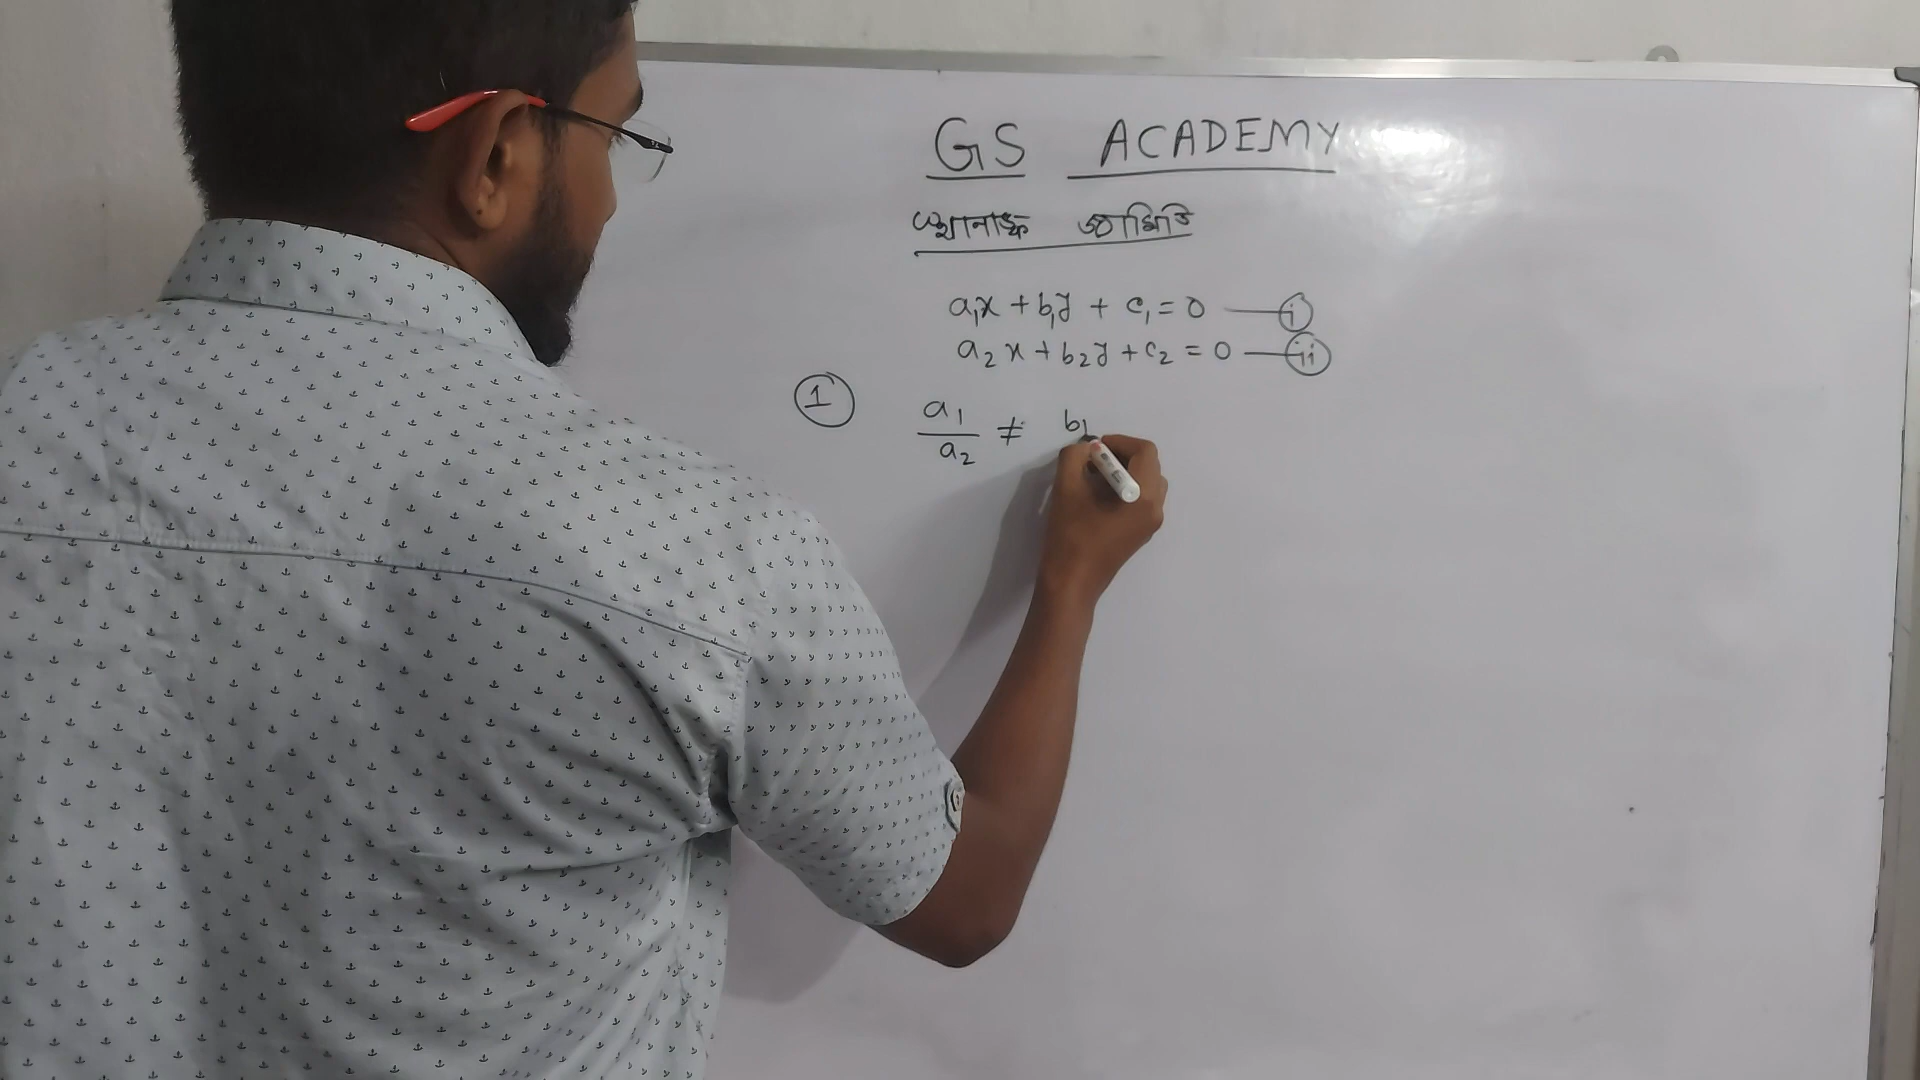 GS ACADEMY
স্থানাঙ্ক জ্যামিতি
a₁x + b₁y + c₁ = 0 — i
a₂x + b₂y + c₂ = 0 — ii
1 a₁/a₂ ≠ b₁